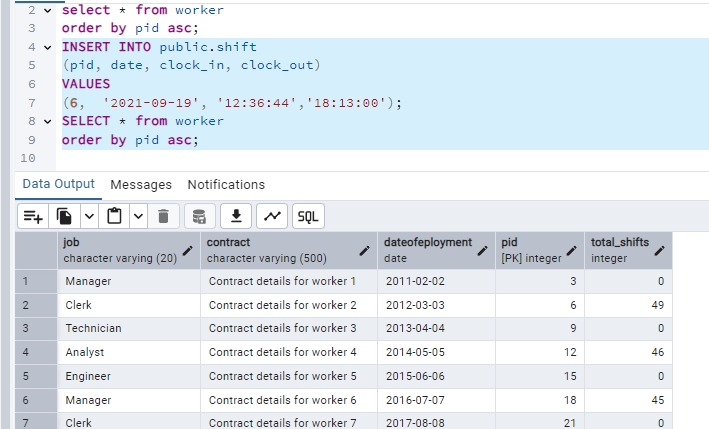 2 select * from worker
3 order by pid asc;
4 INSERT INTO public.shift
5 (pid, date, clock_in, clock_out)
6 VALUES
7 (6,  '2021-09-19', '12:36:44','18:13:00');
8 SELECT * from worker
9 order by pid asc;
10
Data Output Messages Notifications
SQL
job contract dateofeployment pid total_shifts
character varying (20) character varying (500) date [PK] integer integer
1 Manager Contract details for worker 1 2011-02-02 3 0
2 Clerk Contract details for worker 2 2012-03-03 6 49
3 Technician Contract details for worker 3 2013-04-04 9 0
4 Analyst Contract details for worker 4 2014-05-05 12 46
5 Engineer Contract details for worker 5 2015-06-06 15 0
6 Manager Contract details for worker 6 2016-07-07 18 45
7 Clerk Contract details for worker 7 2017-08-08 21 0